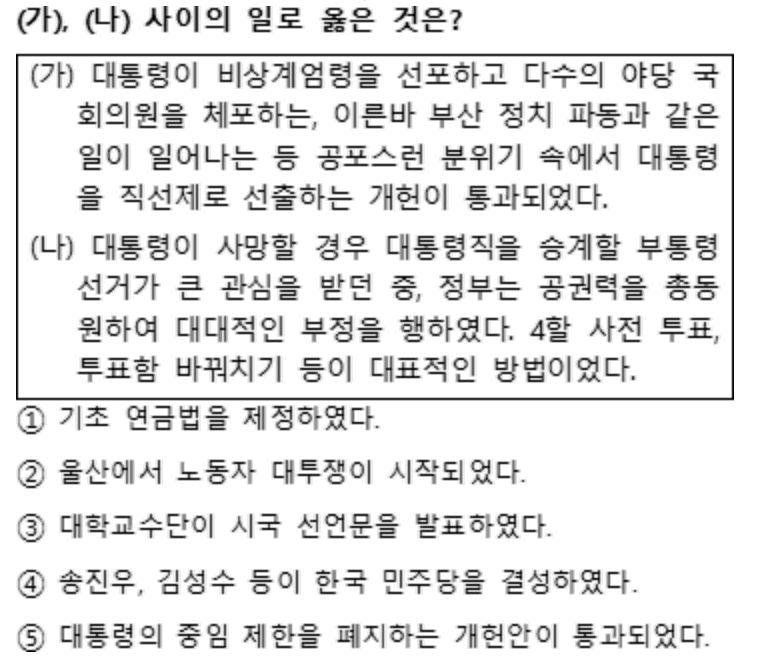 (가), (나) 사이의 일로 옳은 것은?
(가) 대통령이 비상계엄령을 선포하고 다수의 야당 국
회의원을 체포하는, 이른바 부산 정치 파동과 같은
일이 일어나는 등 공포스런 분위기 속에서 대통령
을 직선제로 선출하는 개헌이 통과되었다.
(나) 대통령이 사망할 경우 대통령직을 승계할 부통령
선거가 큰 관심을 받던 중, 정부는 공권력을 총동
원하여 대대적인 부정을 행하였다. 4할 사전 투표,
투표함 바꿔치기 등이 대표적인 방법이었다.
① 기초 연금법을 제정하였다.
② 울산에서 노동자 대투쟁이 시작되었다.
③ 대학교수단이 시국 선언문을 발표하였다.
④ 송진우, 김성수 등이 한국 민주당을 결성하였다.
⑤ 대통령의 중임 제한을 폐지하는 개헌안이 통과되었다.